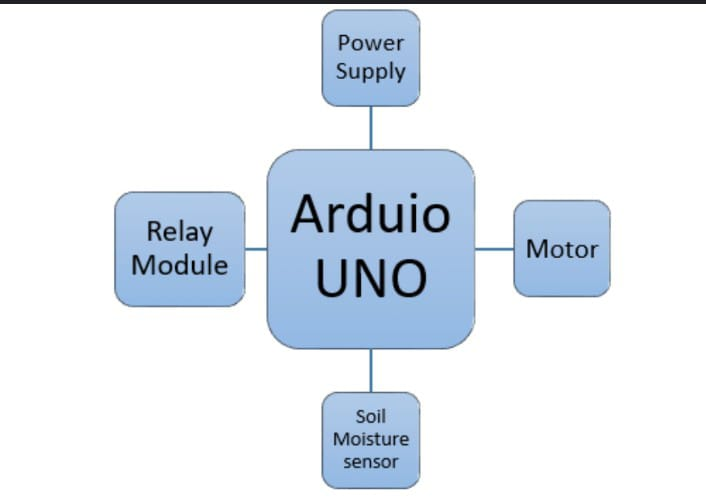 Power
Supply
Relay
Module
Arduio
UNO
Motor
Soil
Moisture
sensor